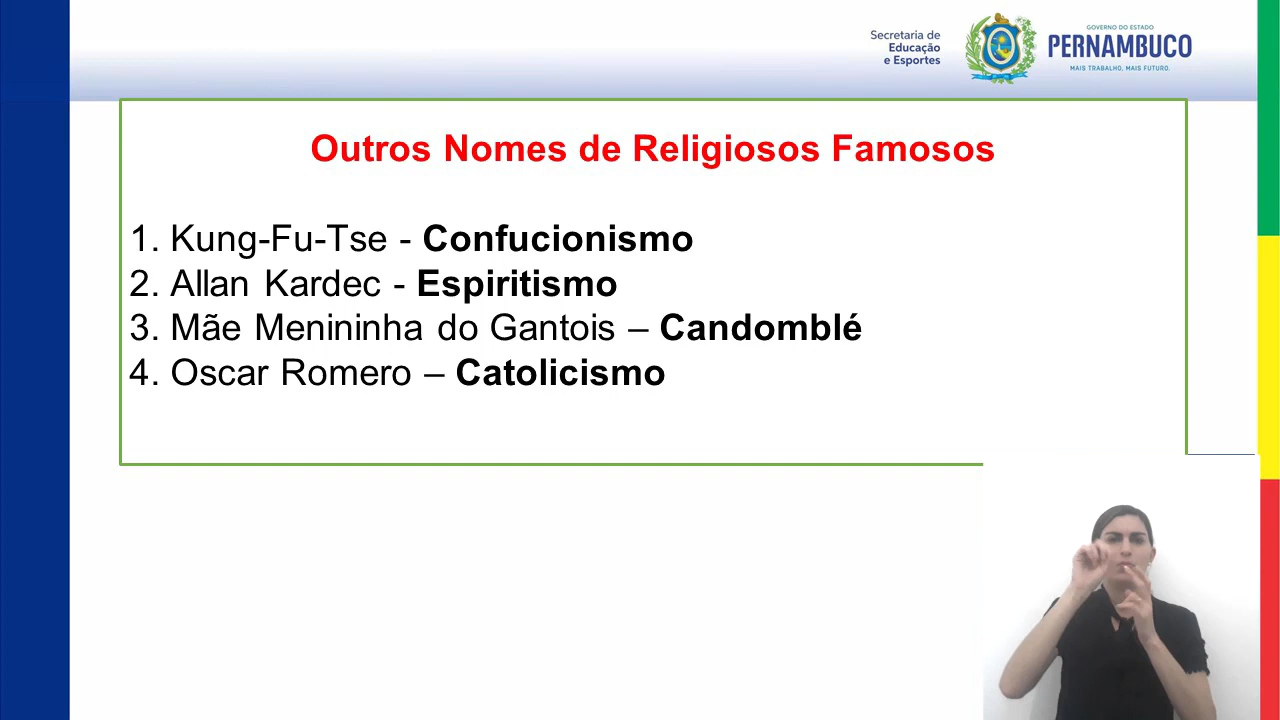 Secretaria de
Educação
e Esportes
GOVERNO DO ESTADO
PERNAMBUCO
MAIS TRABALHO, MAIS FUTURO.
Outros Nomes de Religiosos Famosos
1. Kung-Fu-Tse - Confucionismo
2. Allan Kardec - Espiritismo
3. Mãe Menininha do Gantois – Candomblé
4. Oscar Romero – Catolicismo